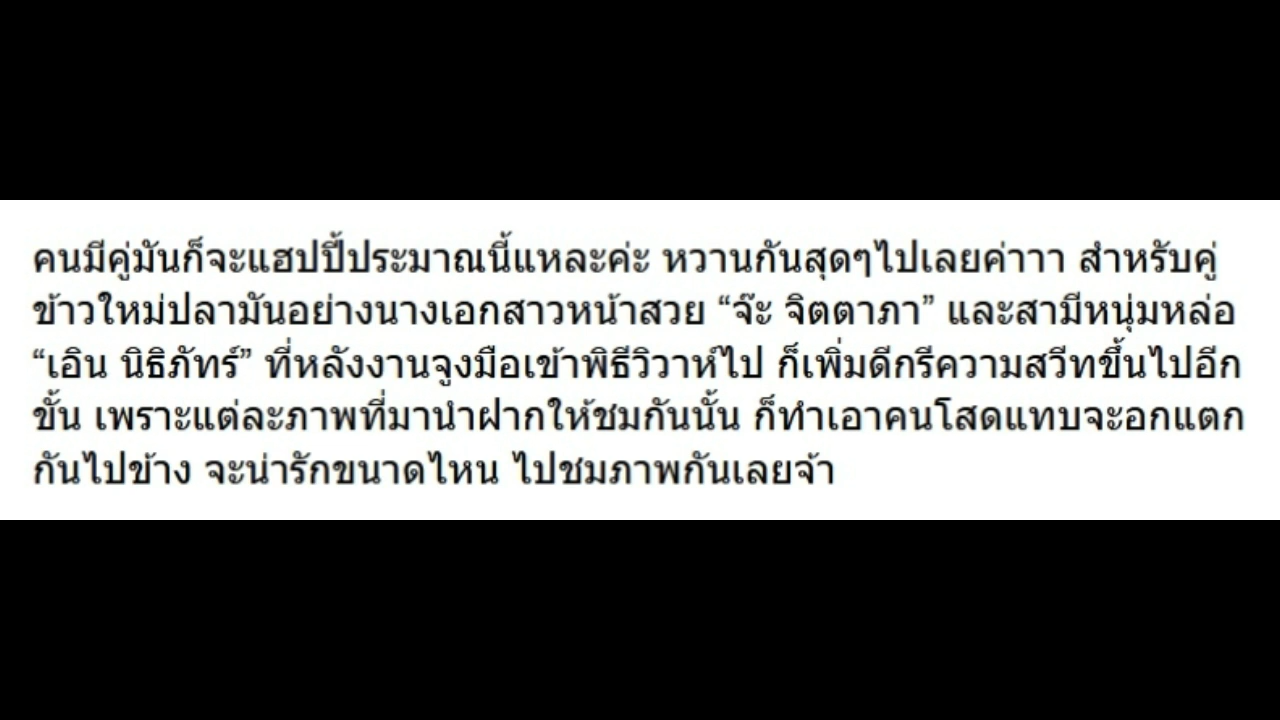 คนมีคู่มันก็จะแฮปปี้ประมาณนี้แหละค่ะ หวานกันสุดๆไปเลยค่าาา สำหรับคู่
ข้าวใหม่ปลามันอย่างนางเอกสาวหน้าสวย “จ๊ะ จิตตาภา” และสามีหนุ่มหล่อ
“เอิน นิธิภัทร์” ที่หลังงานจูงมือเข้าพิธีวิวาห์ไป ก็เพิ่มดีกรีความสวีทขึ้นไปอีก
ขั้น เพราะแต่ละภาพที่มานำฝากให้ชมกันนั้น ก็ทำเอาคนโสดแทบจะอกแตก
กันไปข้าง จะน่ารักขนาดไหน ไปชมภาพกันเลยจ้า